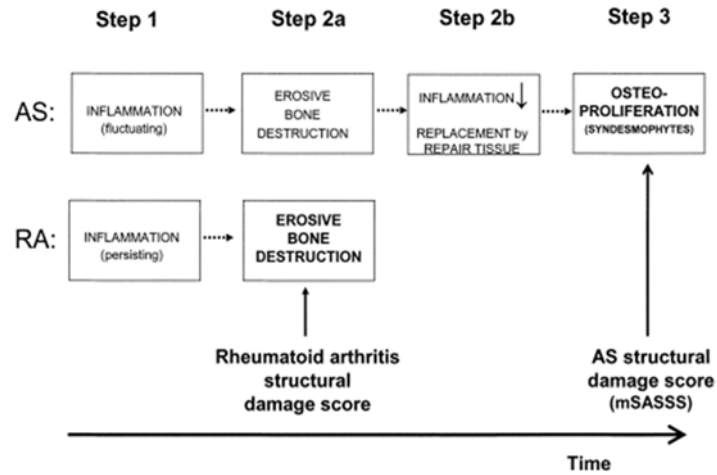 Step 1 Step 2a Step 2b Step 3
AS:
INFLAMMATION
(fluctuating)
EROSIVE
BONE
DESTRUCTION
INFLAMMATION ↓
REPLACEMENT by
REPAIR TISSUE
OSTEO-
PROLIFERATION
(SYNDESMOPHYTES)
RA:
INFLAMMATION
(persisting)
EROSIVE
BONE
DESTRUCTION
Rheumatoid arthritis
structural
damage score
AS structural
damage score
(mSASSS)
Time